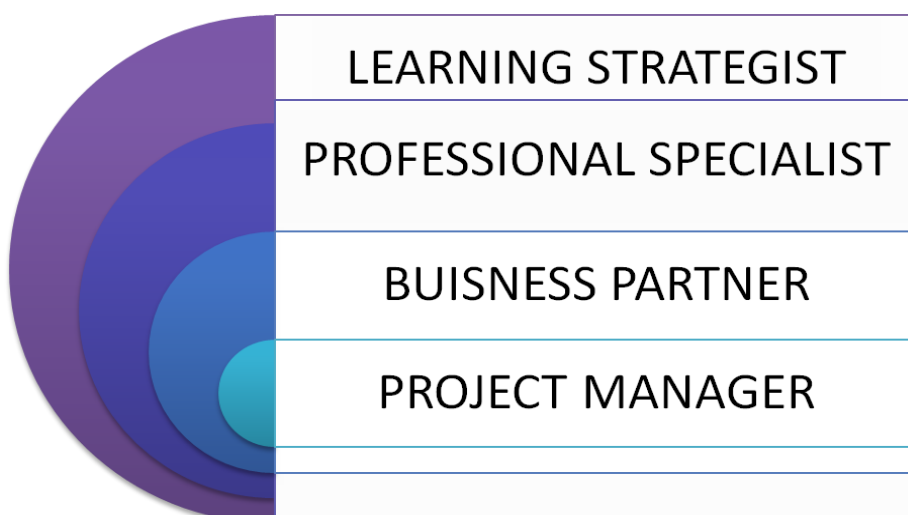 LEARNING STRATEGIST
PROFESSIONAL SPECIALIST
BUISNESS PARTNER
PROJECT MANAGER